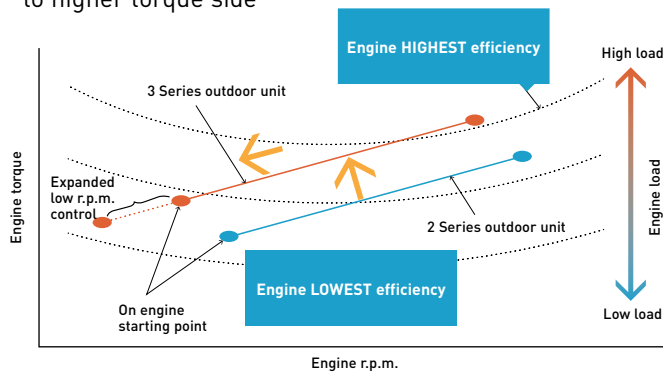 to higher torque side
Engine HIGHEST efficiency
High load
3 Series outdoor unit
Expanded
low r.p.m.
control
Engine torque
Engine load
2 Series outdoor unit
Engine LOWEST efficiency
On engine
starting point
Low load
Engine r.p.m.